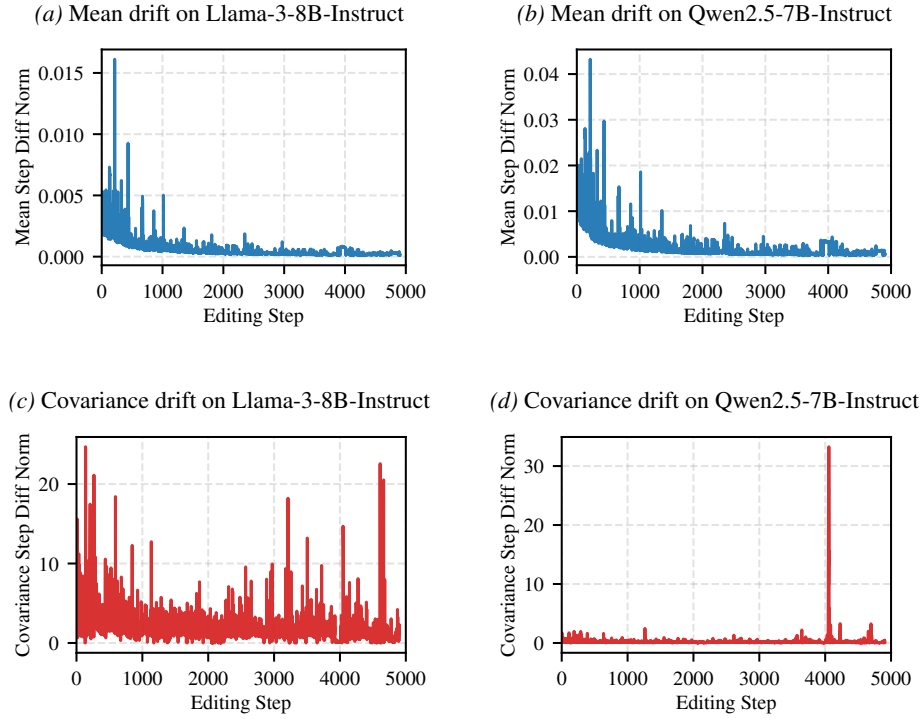 (a) Mean drift on Llama-3-8B-Instruct
(b) Mean drift on Qwen2.5-7B-Instruct
Mean Step Diff Norm
0.015
0.010
0.005
0.000
0 1000 2000 3000 4000 5000
Editing Step
Mean Step Diff Norm
0.04
0.03
0.02
0.01
0.00
0 1000 2000 3000 4000 5000
Editing Step
(c) Covariance drift on Llama-3-8B-Instruct
(d) Covariance drift on Qwen2.5-7B-Instruct
Covariance Step Diff Norm
20
10
0
0 1000 2000 3000 4000 5000
Editing Step
Covariance Step Diff Norm
30
20
10
0
0 1000 2000 3000 4000 5000
Editing Step